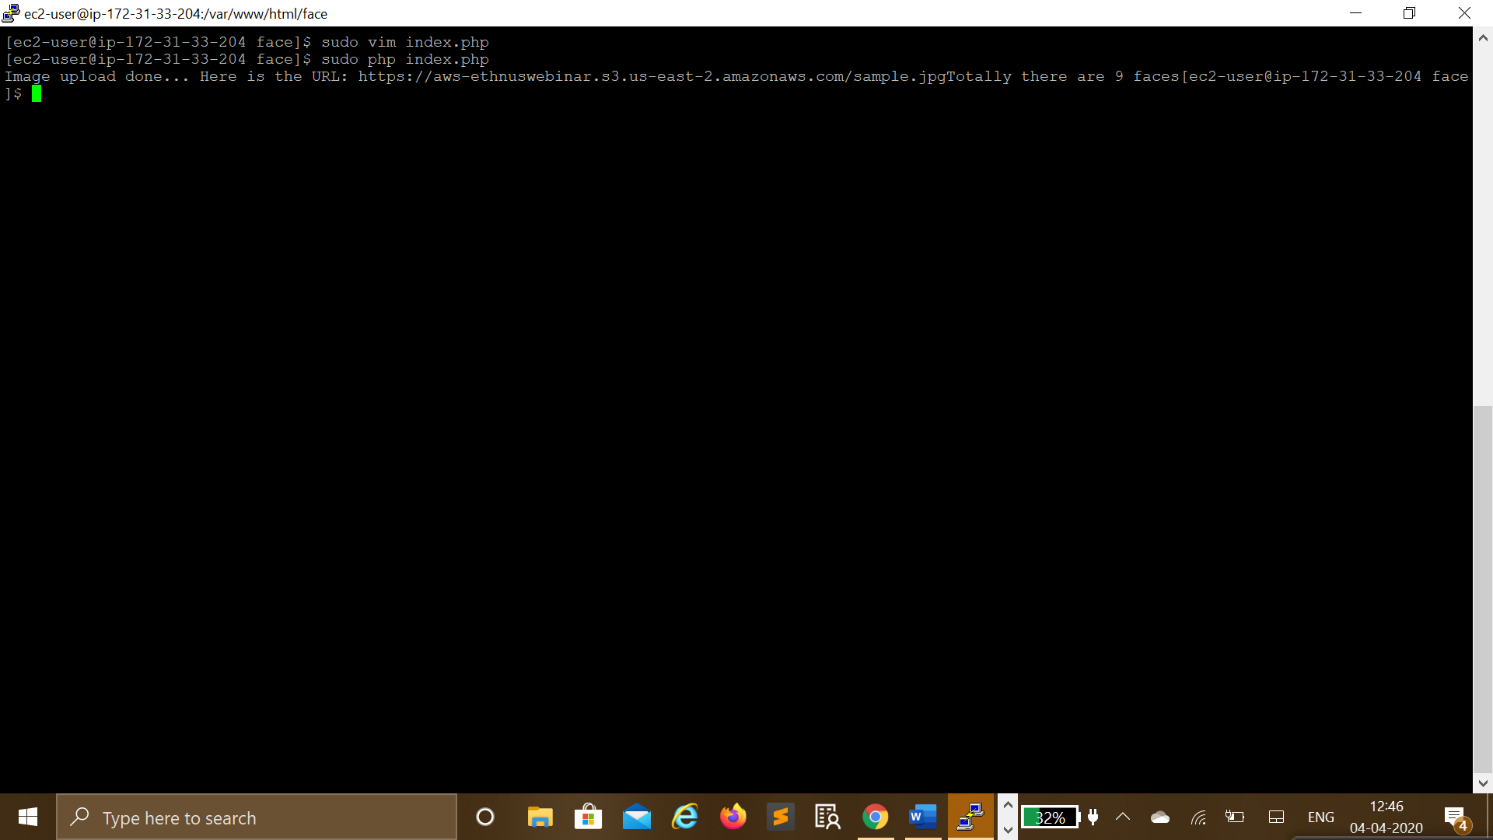 ec2-user@ip-172-31-33-204:/var/www/html/face
[ec2-user@ip-172-31-33-204 face]$ sudo vim index.php
[ec2-user@ip-172-31-33-204 face]$ sudo php index.php
Image upload done... Here is the URL: https://aws-ethnuswebinar.s3.us-east-2.amazonaws.com/sample.jpgTotally there are 9 faces[ec2-user@ip-172-31-33-204 face
]$
Type here to search
32%
ENG
12:46
04-04-2020
4